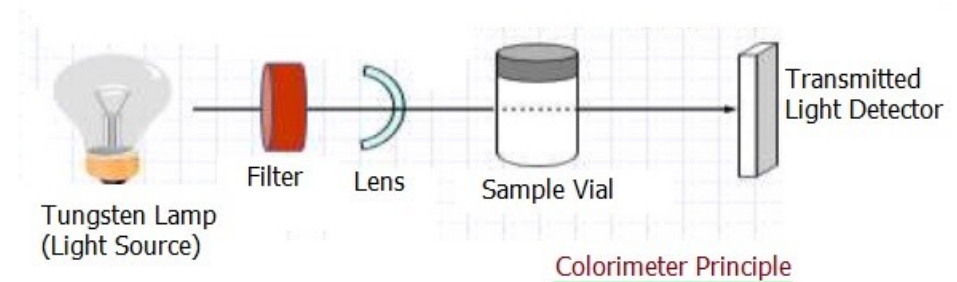 Transmitted
Light Detector
Filter
Lens
Sample Vial
Tungsten Lamp
(Light Source)
Colorimeter Principle